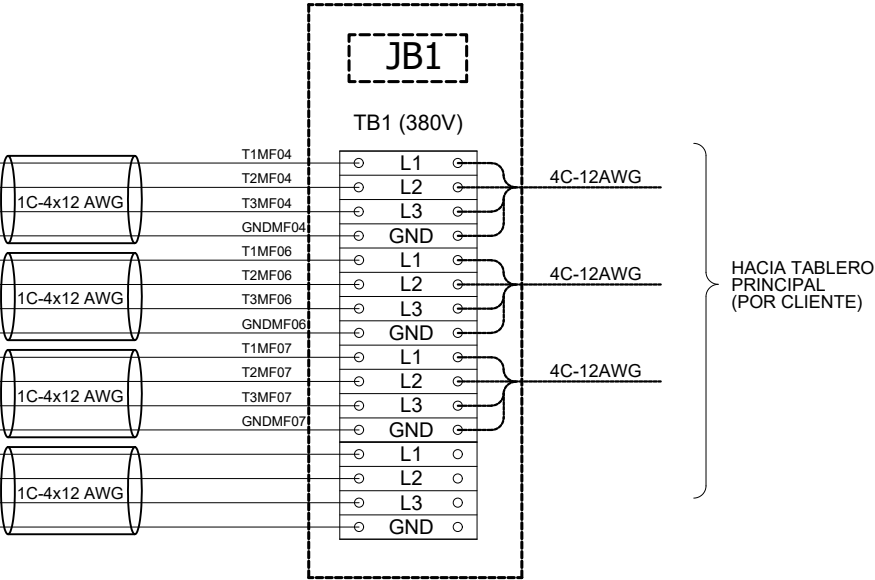 JB1
TB1 (380V)
T1MF04
L1
T2MF04
L2
4C-12AWG
1C-4x12 AWG
T3MF04
L3
GNDMF04
GND
T1MF06
L1
T2MF06
L2
4C-12AWG
1C-4x12 AWG
T3MF06
L3
GNDMF06
GND
T1MF07
L1
T2MF07
L2
4C-12AWG
1C-4x12 AWG
T3MF07
L3
GNDMF07
GND
L1
L2
1C-4x12 AWG
L3
GND
HACIA TABLERO
PRINCIPAL
(POR CLIENTE)